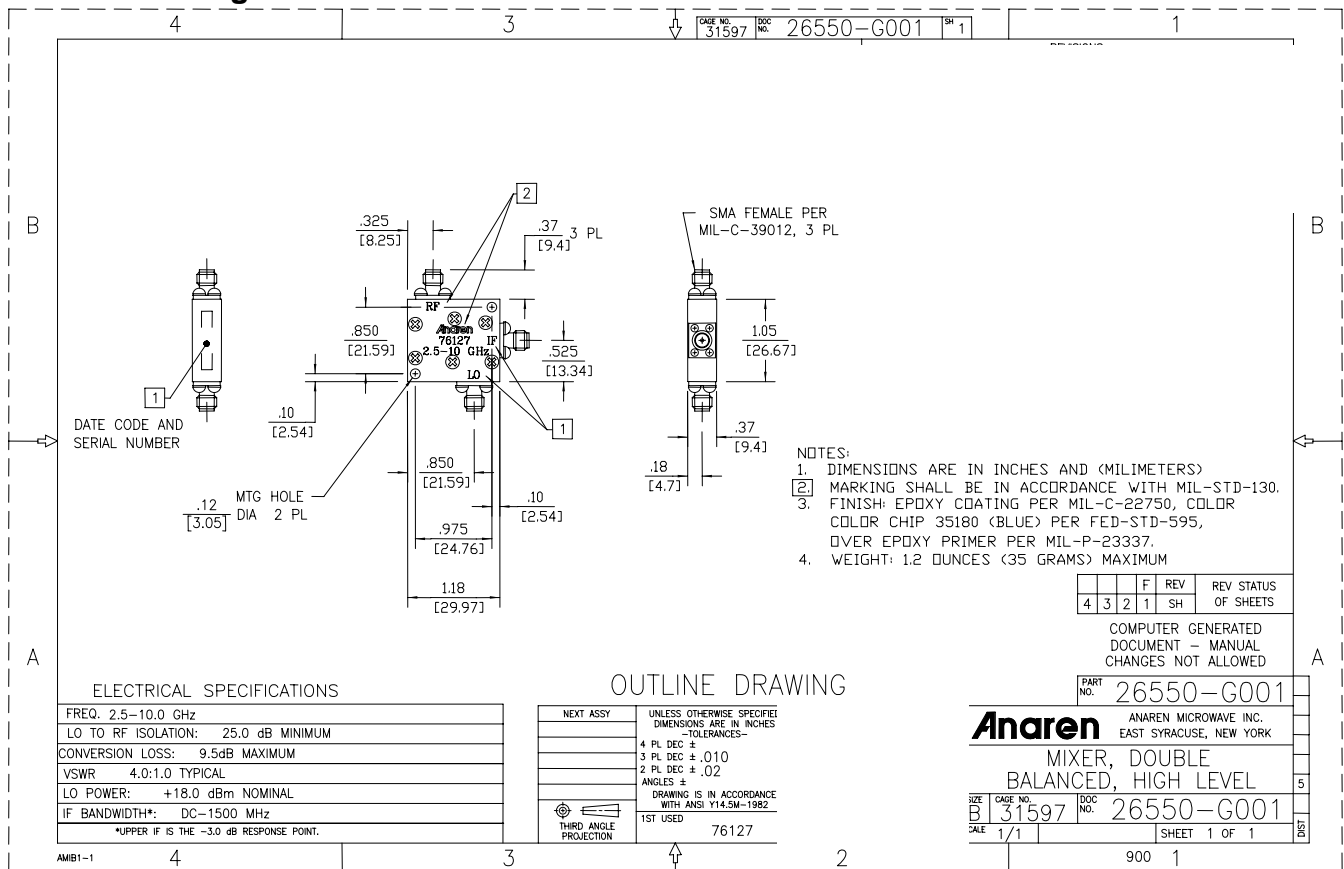 4
3
CAGE NO.
31597
DOC
NO.
26550-G001
SH
1
1
B
B
2
.325
[8.25]
.37
[9.4]
3 PL
SMA FEMALE PER
MIL-C-39012, 3 PL
RF
.850
[21.59]
Anaren
76127
IF
2.5-10 GHz
LO
.525
[13.34]
1.05
[26.67]
1
DATE CODE AND
SERIAL NUMBER
.10
[2.54]
1
.37
[9.4]
.850
[21.59]
.18
[4.7]
MTG HOLE
.12
[3.05]
DIA 2 PL
.10
[2.54]
.975
[24.76]
1.18
[29.97]
NOTES:
1. DIMENSIONS ARE IN INCHES AND (MILIMETERS)
2. MARKING SHALL BE IN ACCORDANCE WITH MIL-STD-130.
3. FINISH: EPOXY COATING PER MIL-C-22750, COLOR
COLOR CHIP 35180 (BLUE) PER FED-STD-595,
OVER EPOXY PRIMER PER MIL-P-23337.
4. WEIGHT: 1.2 OUNCES (35 GRAMS) MAXIMUM
F REV REV STATUS
4 3 2 1 SH OF SHEETS
COMPUTER GENERATED
DOCUMENT - MANUAL
CHANGES NOT ALLOWED
A
A
ELECTRICAL SPECIFICATIONS
FREQ. 2.5-10.0 GHz
LO TO RF ISOLATION: 25.0 dB MINIMUM
CONVERSION LOSS: 9.5dB MAXIMUM
VSWR 4.0:1.0 TYPICAL
LO POWER: +18.0 dBm NOMINAL
IF BANDWIDTH*: DC-1500 MHz
*UPPER IF IS THE -3.0 dB RESPONSE POINT.
OUTLINE DRAWING
NEXT ASSY
THIRD ANGLE
PROJECTION
UNLESS OTHERWISE SPECIFIED
DIMENSIONS ARE IN INCHES
-TOLERANCES-
4 PL DEC ±
3 PL DEC ± .010
2 PL DEC ± .02
ANGLES ±
DRAWING IS IN ACCORDANCE
WITH ANSI Y14.5M-1982
1ST USED
76127
PART
NO.
26550-G001
Anaren
ANAREN MICROWAVE INC.
EAST SYRACUSE, NEW YORK
MIXER, DOUBLE
BALANCED, HIGH LEVEL
5
SIZE
B
CAGE NO.
31597
DOC
NO.
26550-G001
SCALE 1/1
SHEET 1 OF 1
DIST
AMIB1-1
4
3
2
900
1